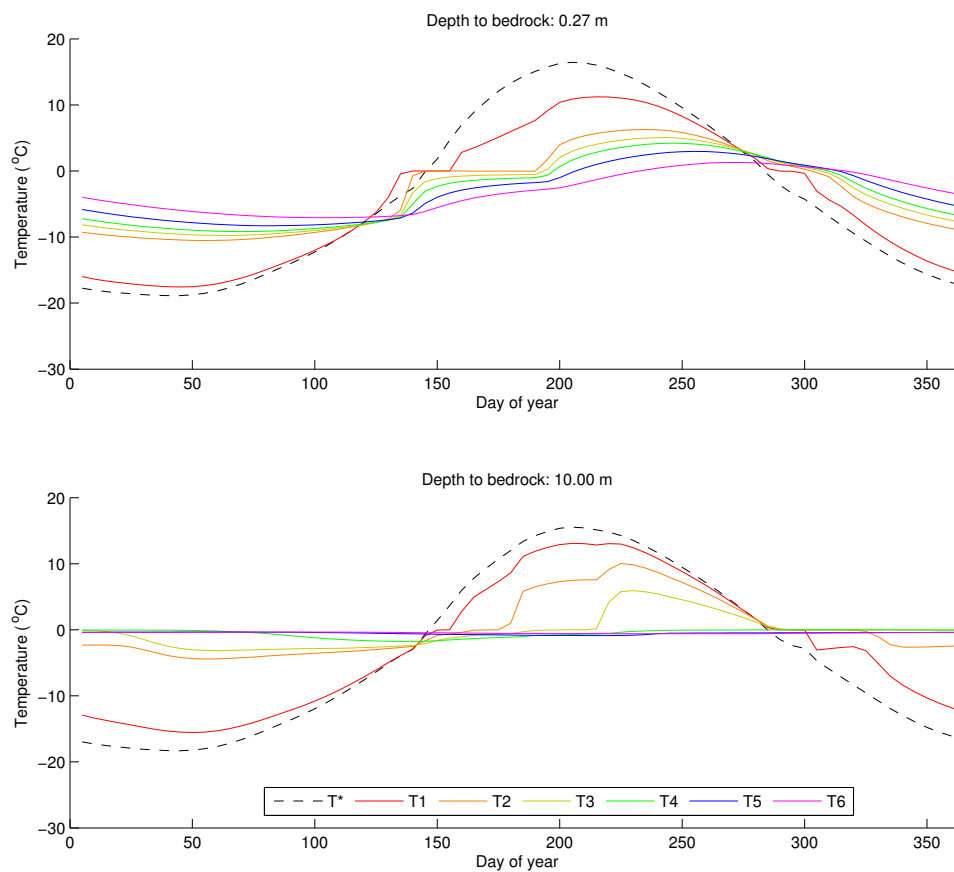 Depth to bedrock: 0.27 m
20
10
0
−10
−20
−30
Temperature ( °C)
0 50 100 150 200 250 300 350
Day of year
Depth to bedrock: 10.00 m
20
10
0
−10
−20
−30
Temperature (°C)
T* T1 T2 T3 T4 T5 T6
0 50 100 150 200 250 300 350
Day of year